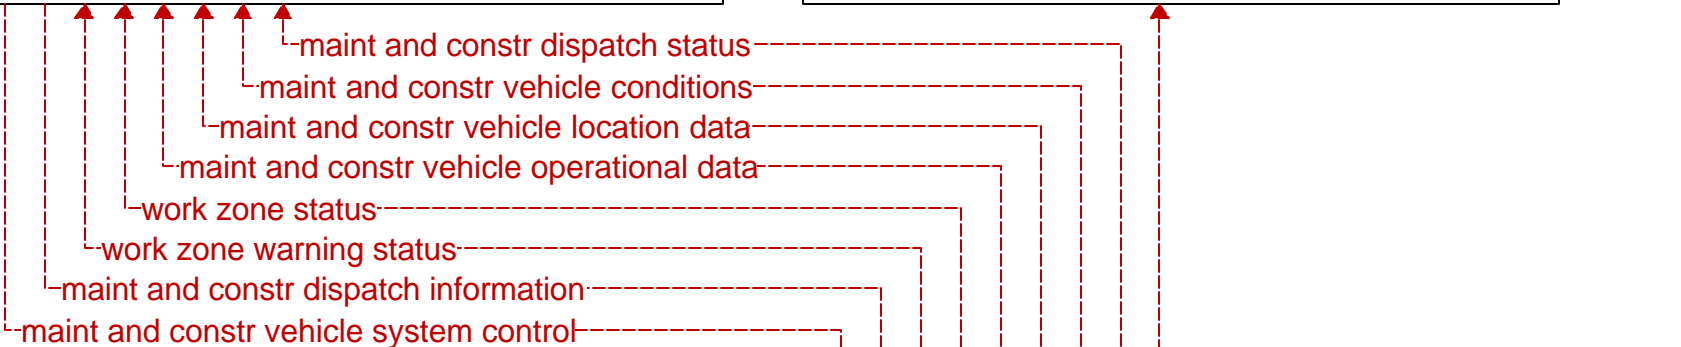 maint and constr dispatch status
maint and constr vehicle conditions
maint and constr vehicle location data
maint and constr vehicle operational data
work zone status
work zone warning status
maint and constr dispatch information
maint and constr vehicle system control